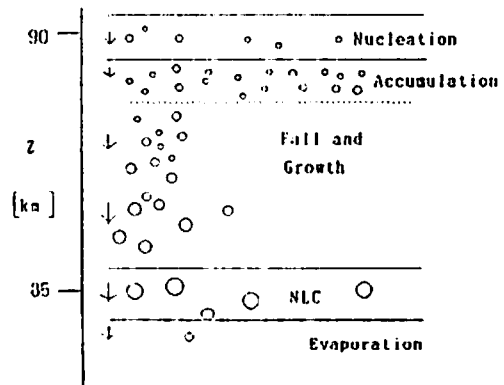 90
Nucleation
Accumulation
z
Fall and
Growth
[km]
85
NLC
Evaporation